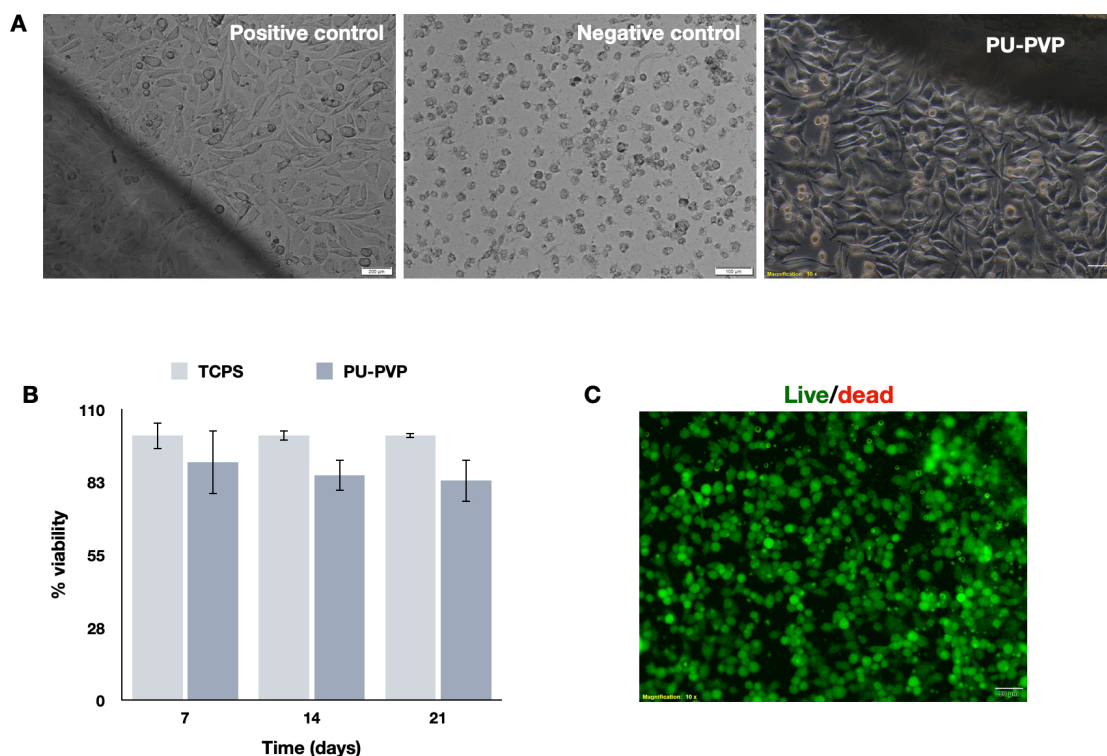 A
Positive control
Negative control
PU-PVP
200 µm
100 µm
Magnification: 10 x
TCPS
PU-PVP
B
110
83
55
28
0
% viability
7
14
21
Time (days)
C
Live/dead
Magnification: 10 x